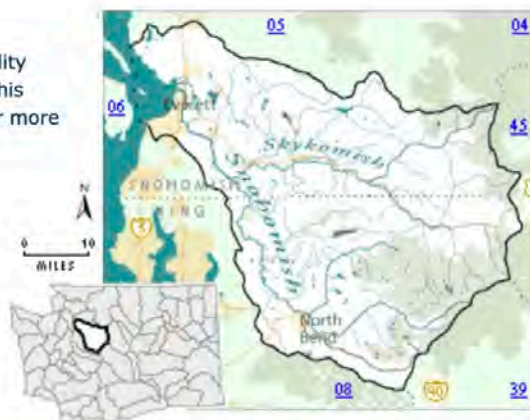 05
04
lity
his
r more
06
Everett
45
Skykomish
Snohomish
SNOHOMISH
KING
N
5
0 10
MILES
North
Bend
08
90
39